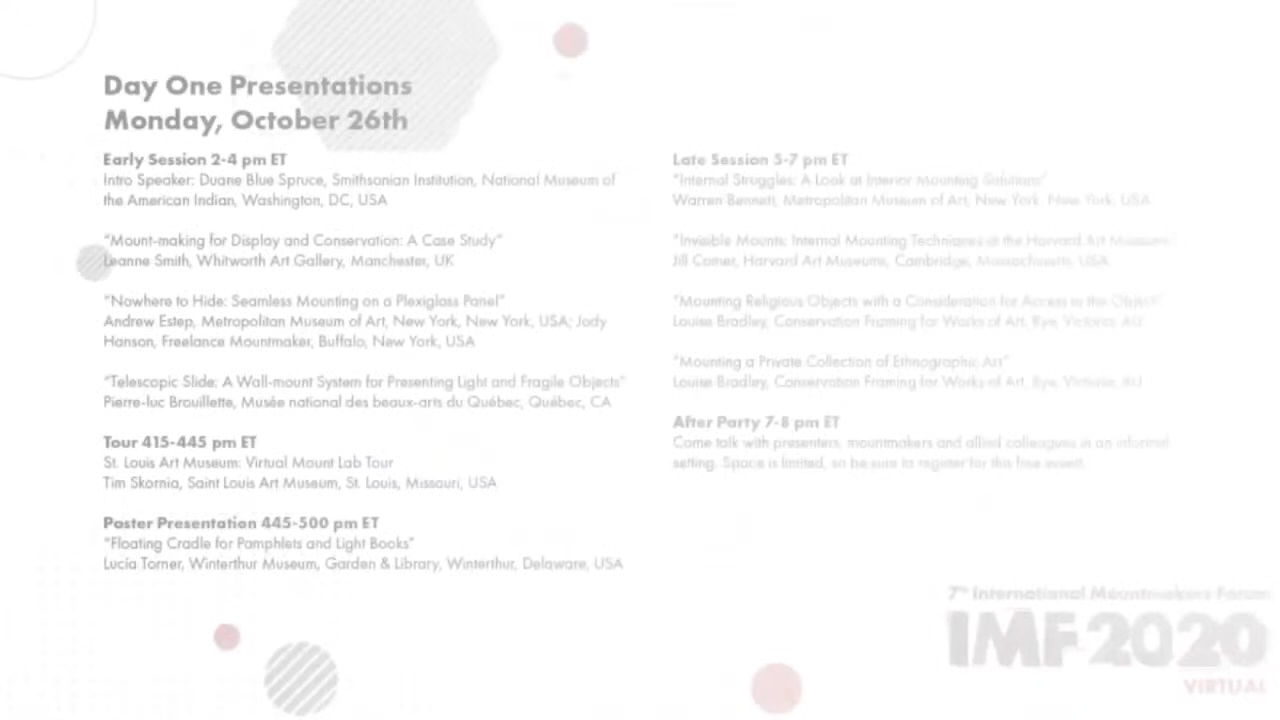 Day One Presentations
Monday, October 26th
Early Session 2-4 pm ET
Intro Speaker: Duane Blue Spruce, Smithsonian Institution, National Museum of
the American Indian, Washington, DC, USA
"Mount-making for Display and Conservation: A Case Study"
Leanne Smith, Whitworth Art Gallery, Manchester, UK
"Nowhere to Hide: Seamless Mounting on a Plexiglass Panel"
Andrew Estep, Metropolitan Museum of Art, New York, New York, USA; Jody
Hanson, Freelance Mountmaker, Buffalo, New York, USA
"Telescopic Slide: A Wall-mount System for Presenting Light and Fragile Objects"
Pierre-luc Brouillette, Musée national des beaux-arts du Québec, Québec, CA
Tour 415-445 pm ET
St. Louis Art Museum: Virtual Mount Lab Tour
Tim Skornia, Saint Louis Art Museum, St. Louis, Missouri, USA
Poster Presentation 445-500 pm ET
"Floating Cradle for Pamphlets and Light Books"
Lucia Torner, Winterthur Museum, Garden & Library, Winterthur, Delaware, USA
Late Session 5-7 pm ET
"Internal Struggles: A Look at Interior Mounting Solutions"
Warren Bennett, Metropolitan Museum of Art, New York, New York, USA
"Invisible Mounts: Internal Mounting Techniques at the Harvard Art Museums"
Jill Comer, Harvard Art Museums, Cambridge, Massachusetts, USA
"Mounting Religious Objects with a Consideration for Access to the Object"
Louise Bradley, Conservation Framing for Works of Art, Rye, Victoria, AU
"Mounting a Private Collection of Ethnographic Art"
Louise Bradley, Conservation Framing for Works of Art, Rye, Victoria, AU
After Party 7-8 pm ET
Come talk with presenters, mountmakers and allied colleagues in an informal
setting. Space is limited, so be sure to register for this free event.
7th International Mountmakers Forum
IMF 2020
VIRTUAL